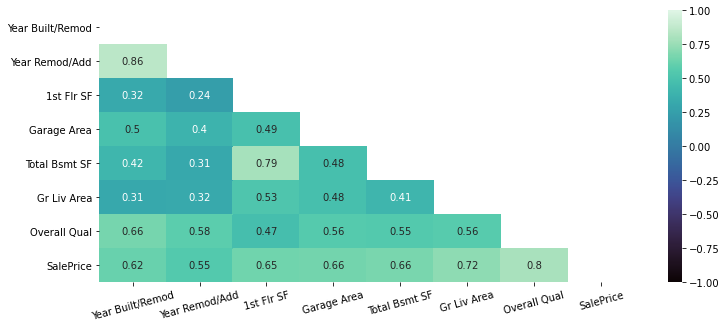 Year Built/Remod
Year Remod/Add 0.86
1st Flr SF 0.32 0.24
Garage Area 0.5 0.4 0.49
Total Bsmt SF 0.42 0.31 0.79 0.48
Gr Liv Area 0.31 0.32 0.53 0.48 0.41
Overall Qual 0.66 0.58 0.47 0.56 0.55 0.56
SalePrice 0.62 0.55 0.65 0.66 0.66 0.72 0.8
Year Built/Remod Year Remod/Add 1st Flr SF Garage Area Total Bsmt SF Gr Liv Area Overall Qual SalePrice
1.00
0.75
0.50
0.25
0.00
−0.25
−0.50
−0.75
−1.00